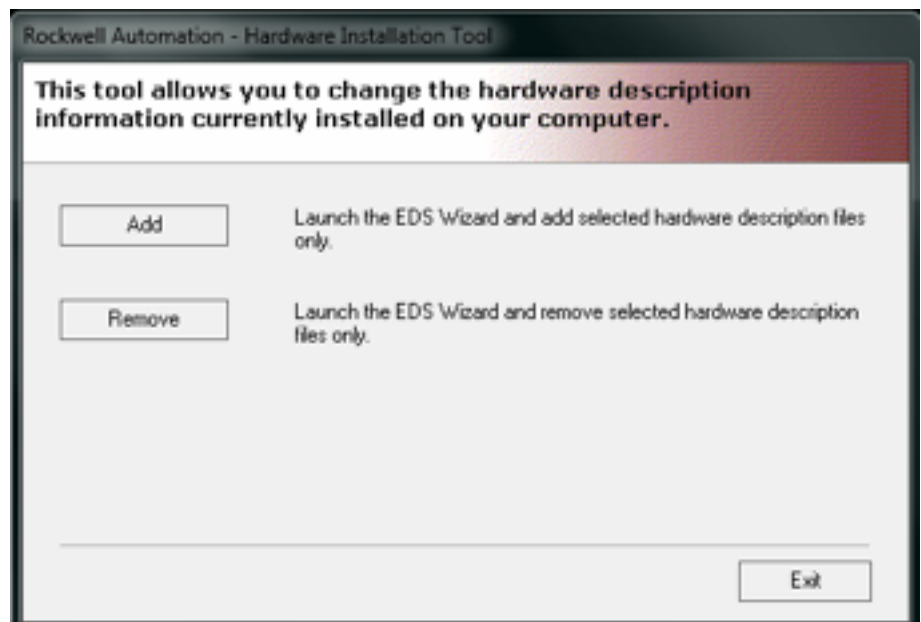 Rockwell Automation - Hardware Installation Tool
This tool allows you to change the hardware description
information currently installed on your computer.
Add
Launch the EDS Wizard and add selected hardware description files
only.
Remove
Launch the EDS Wizard and remove selected hardware description
files only.
Exit